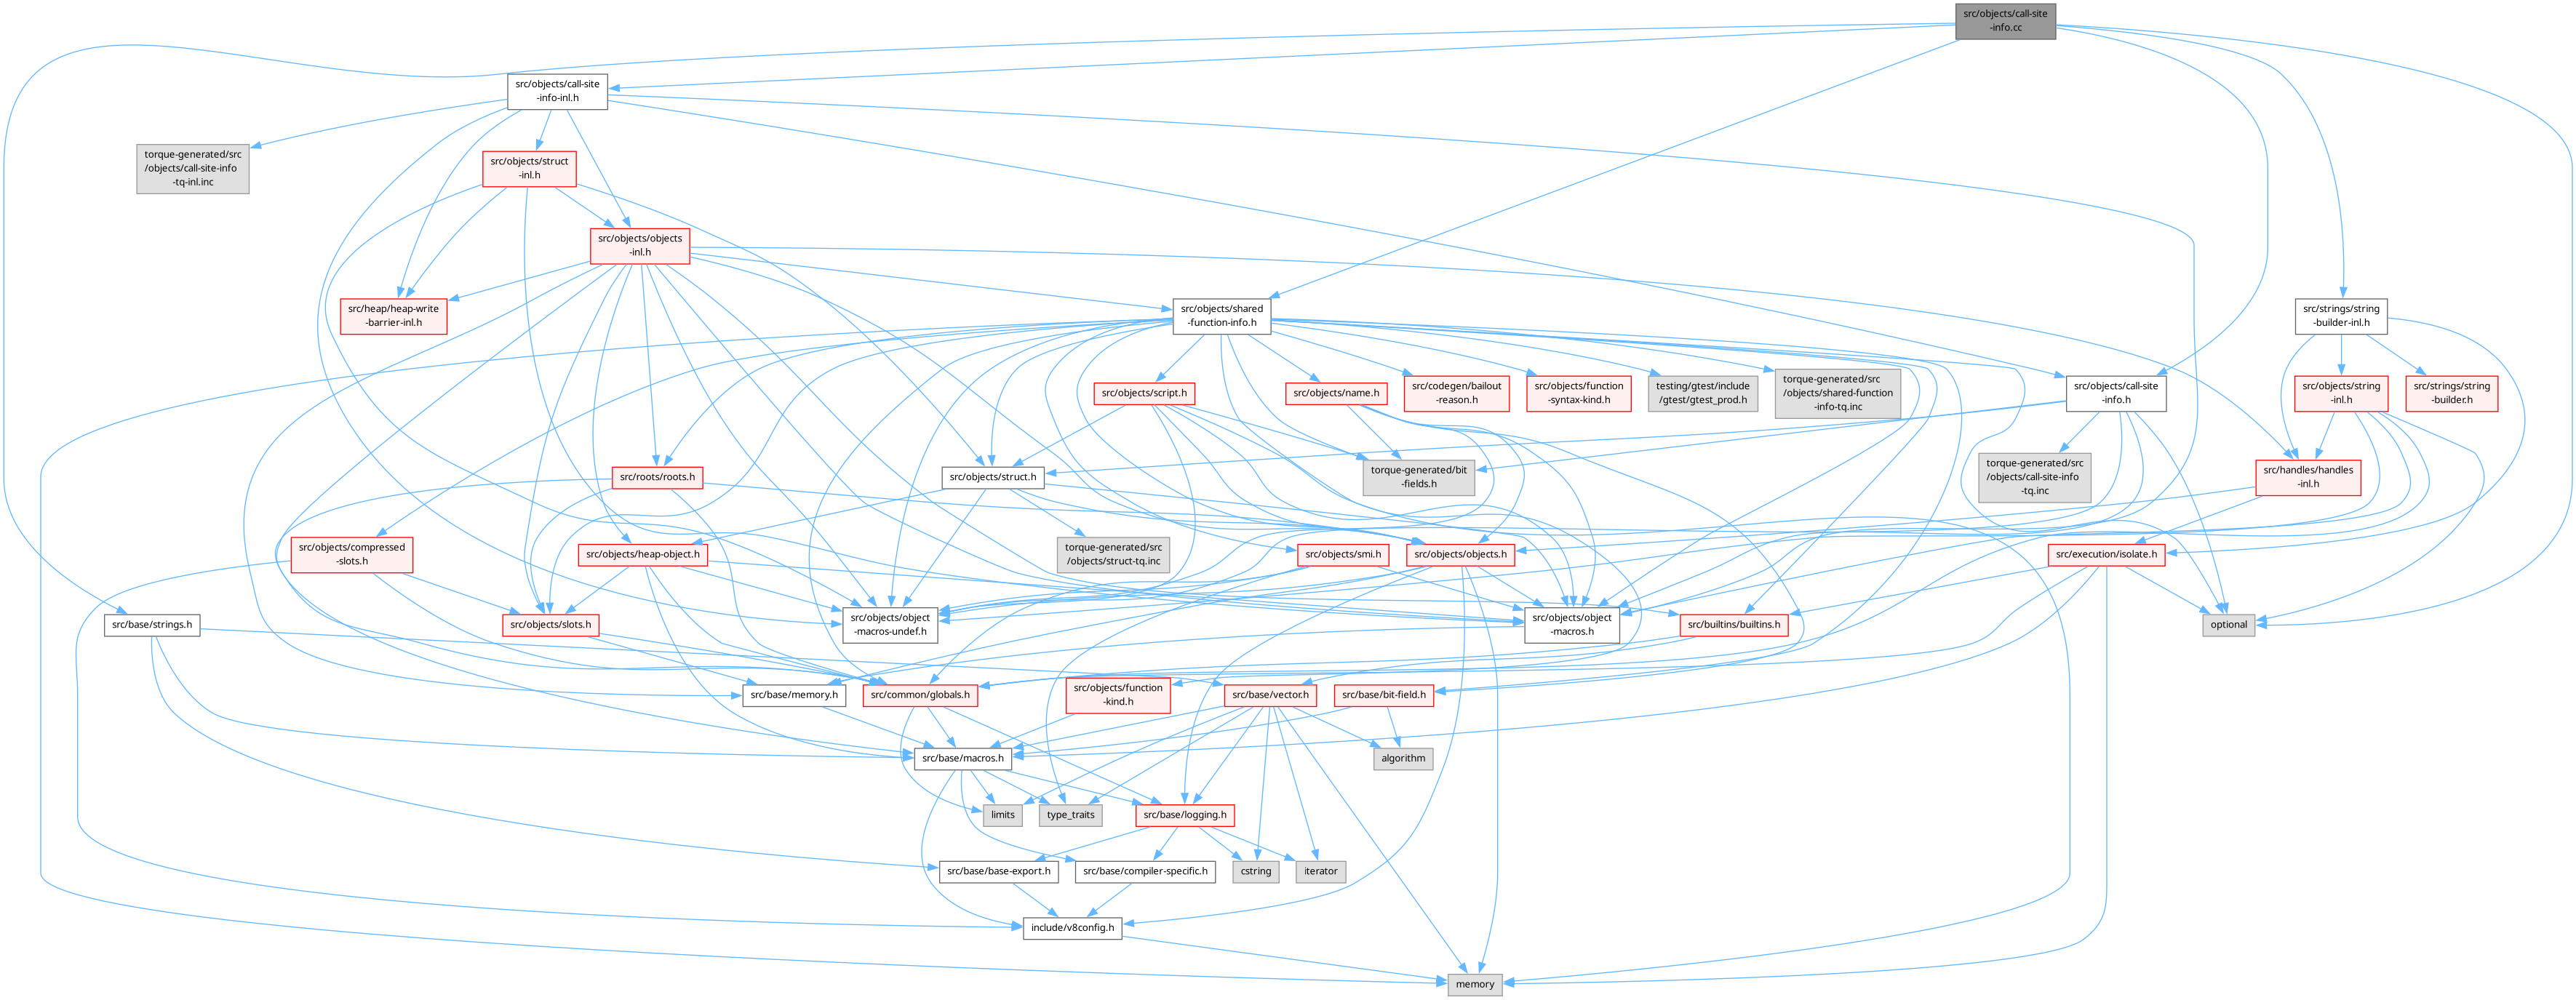 src/objects/call-site
-info.cc
src/objects/call-site
-info-inl.h
torque-generated/src
/objects/call-site-info
-tq-inl.inc
src/objects/struct
-inl.h
src/objects/objects
-inl.h
src/heap/heap-write
-barrier-inl.h
src/objects/shared
-function-info.h
src/strings/string
-builder-inl.h
src/objects/script.h
src/objects/name.h
src/codegen/bailout
-reason.h
src/objects/function
-syntax-kind.h
testing/gtest/include
/gtest/gtest_prod.h
torque-generated/src
/objects/shared-function
-info-tq.inc
src/objects/call-site
-info.h
src/objects/string
-inl.h
src/strings/string
-builder.h
src/roots/roots.h
src/objects/struct.h
torque-generated/bit
-fields.h
torque-generated/src
/objects/call-site-info
-tq.inc
src/handles/handles
-inl.h
src/objects/compressed
-slots.h
src/objects/heap-object.h
torque-generated/src
/objects/struct-tq.inc
src/objects/smi.h
src/objects/objects.h
src/execution/isolate.h
src/base/strings.h
src/objects/slots.h
src/objects/object
-macros-undef.h
src/objects/object
-macros.h
src/builtins/builtins.h
optional
src/base/memory.h
src/common/globals.h
src/objects/function
-kind.h
src/base/vector.h
src/base/bit-field.h
src/base/macros.h
algorithm
limits
type_traits
src/base/logging.h
src/base/base-export.h
src/base/compiler-specific.h
cstring
iterator
include/v8config.h
memory